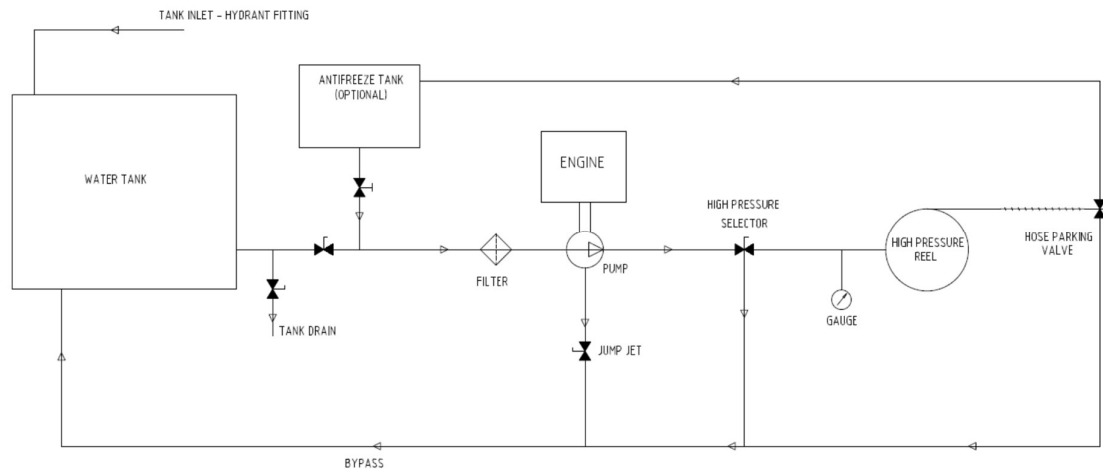 TANK INLET - HYDRANT FITTING
ANTIFREEZE TANK
(OPTIONAL)
ENGINE
WATER TANK
HIGH PRESSURE
SELECTOR
HOSE PARKING
VALVE
HIGH PRESSURE
REEL
PUMP
FILTER
GAUGE
TANK DRAIN
JUMP JET
BYPASS